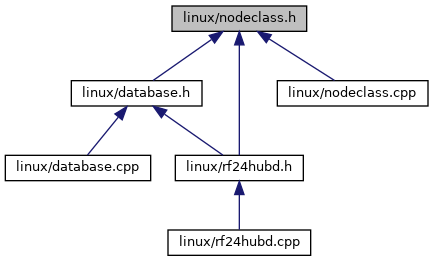 linux/nodeclass.h
linux/database.h
linux/nodeclass.cpp
linux/database.cpp
linux/rf24hubd.h
linux/rf24hubd.cpp